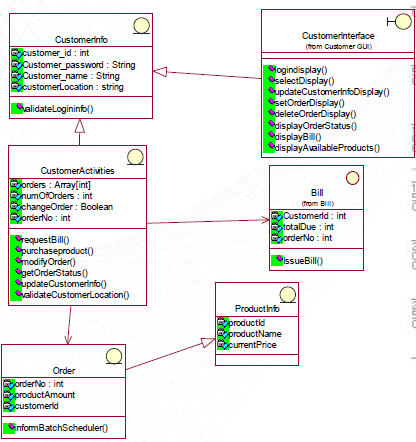 CustomerInfo
customer_id : int
Customer_password : String
Customer_name : String
customerLocation : string
validateLogininfo()
CustomerInterface
(from Customer GUI)
logindisplay()
selectDisplay()
updateCustomerInfoDisplay()
setOrderDisplay()
deleteOrderDisplay()
displayOrderStatus()
displayBill()
displayAvailableProducts()
CustomerActivities
orders : Array[int]
numOfOrders : int
changeOrder : Boolean
orderNo : int
requestBill()
purchaseproduct()
modifyOrder()
getOrderStatus()
updateCustomerInfo()
validateCustomerLocation()
Bill
(from Bill)
CustomerId : int
totalDue : int
orderNo : int
issueBill()
ProductInfo
productId
productName
currentPrice
Order
orderNo : int
productAmount
customerId
informBatchScheduler()